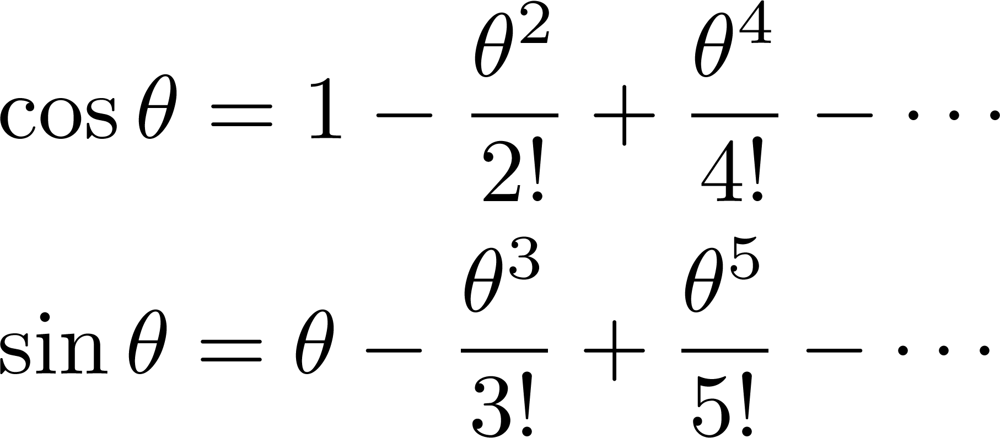 cos θ = 1 − θ²/2! + θ⁴/4! − ···
sin θ = θ − θ³/3! + θ⁵/5! − ···